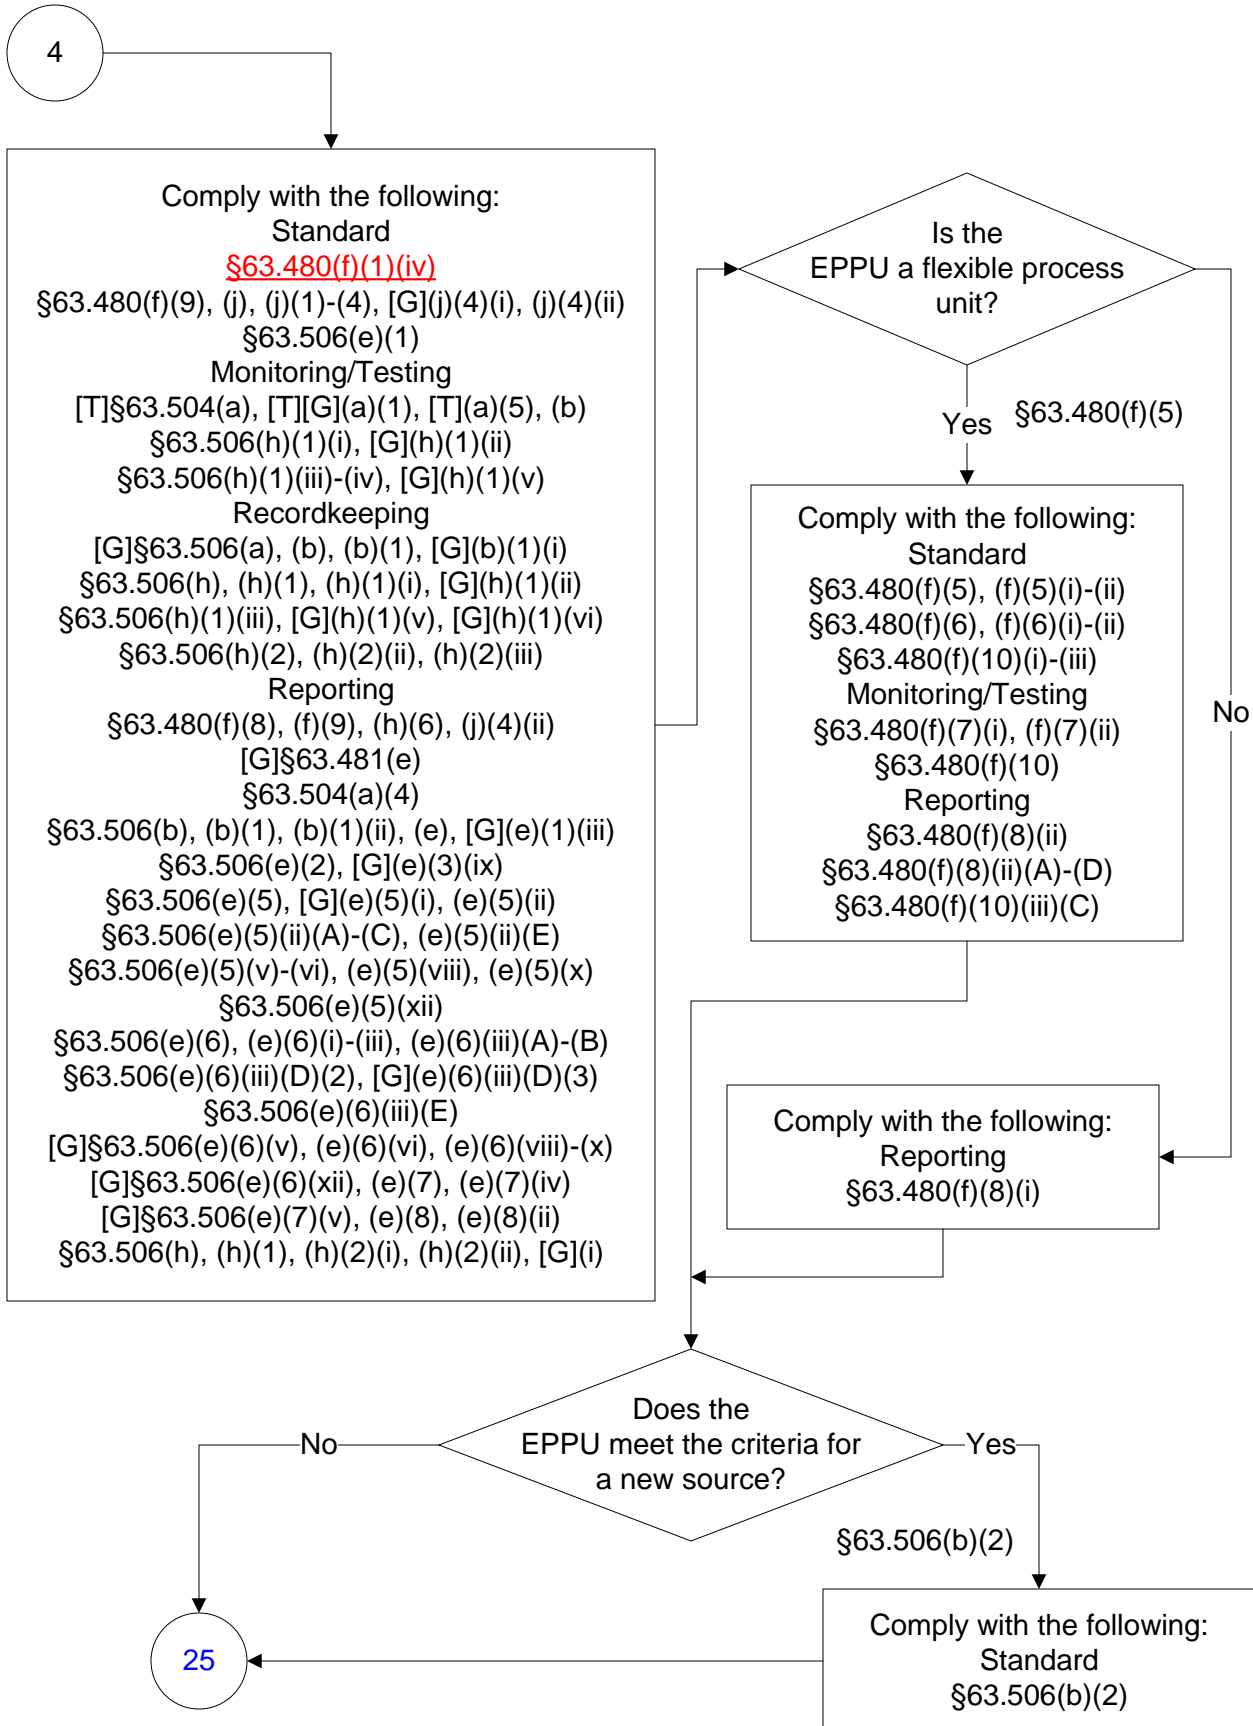 4
Comply with the following:
Standard
§63.480(f)(1)(iv)
§63.480(f)(9), (j), (j)(1)-(4), [G](j)(4)(i), (j)(4)(ii)
§63.506(e)(1)
Monitoring/Testing
[T]§63.504(a), [T][G](a)(1), [T](a)(5), (b)
§63.506(h)(1)(i), [G](h)(1)(ii)
§63.506(h)(1)(iii)-(iv), [G](h)(1)(v)
Recordkeeping
[G]§63.506(a), (b), (b)(1), [G](b)(1)(i)
§63.506(h), (h)(1), (h)(1)(i), [G](h)(1)(ii)
§63.506(h)(1)(iii), [G](h)(1)(v), [G](h)(1)(vi)
§63.506(h)(2), (h)(2)(ii), (h)(2)(iii)
Reporting
§63.480(f)(8), (f)(9), (h)(6), (j)(4)(ii)
[G]§63.481(e)
§63.504(a)(4)
§63.506(b), (b)(1), (b)(1)(ii), (e), [G](e)(1)(iii)
§63.506(e)(2), [G](e)(3)(ix)
§63.506(e)(5), [G](e)(5)(i), (e)(5)(ii)
§63.506(e)(5)(ii)(A)-(C), (e)(5)(ii)(E)
§63.506(e)(5)(v)-(vi), (e)(5)(viii), (e)(5)(x)
§63.506(e)(5)(xii)
§63.506(e)(6), (e)(6)(i)-(iii), (e)(6)(iii)(A)-(B)
§63.506(e)(6)(iii)(D)(2), [G](e)(6)(iii)(D)(3)
§63.506(e)(6)(iii)(E)
[G]§63.506(e)(6)(v), (e)(6)(vi), (e)(6)(viii)-(x)
[G]§63.506(e)(6)(xii), (e)(7), (e)(7)(iv)
[G]§63.506(e)(7)(v), (e)(8), (e)(8)(ii)
§63.506(h), (h)(1), (h)(2)(i), (h)(2)(ii), [G](i)
Is the
EPPU a flexible process
unit?
Yes
§63.480(f)(5)
No
Comply with the following:
Standard
§63.480(f)(5), (f)(5)(i)-(ii)
§63.480(f)(6), (f)(6)(i)-(ii)
§63.480(f)(10)(i)-(iii)
Monitoring/Testing
§63.480(f)(7)(i), (f)(7)(ii)
§63.480(f)(10)
Reporting
§63.480(f)(8)(ii)
§63.480(f)(8)(ii)(A)-(D)
§63.480(f)(10)(iii)(C)
Comply with the following:
Reporting
§63.480(f)(8)(i)
Does the
EPPU meet the criteria for
a new source?
No
Yes
§63.506(b)(2)
Comply with the following:
Standard
§63.506(b)(2)
25